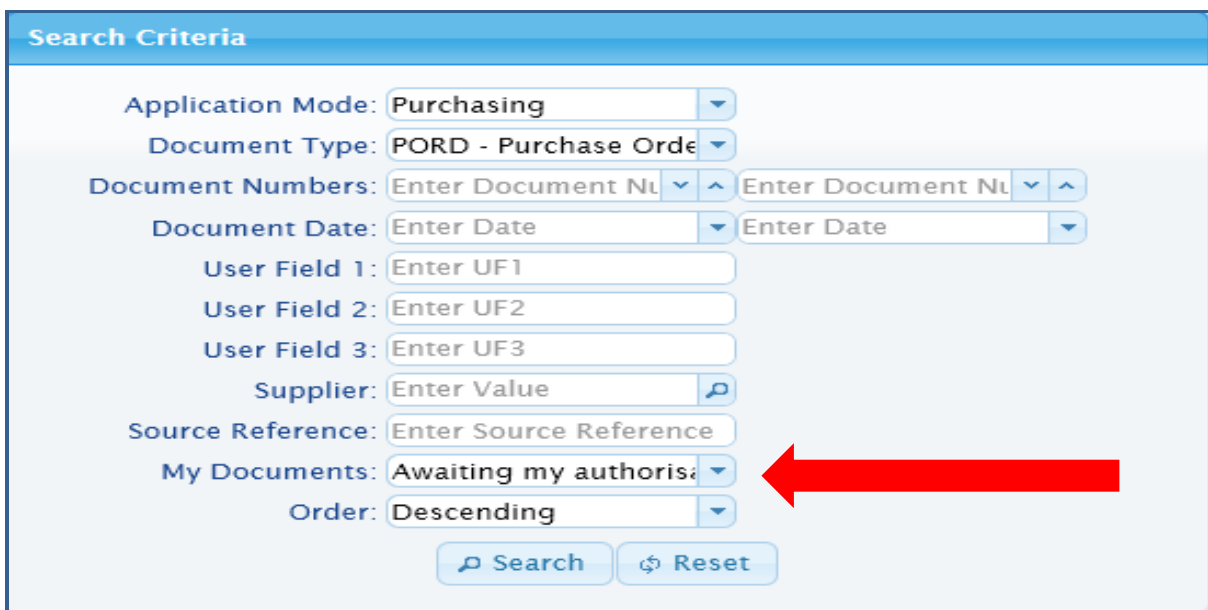 Search Criteria
Application Mode: Purchasing
Document Type: PORD - Purchase Orde
Document Numbers: Enter Document Nu Enter Document Nu
Document Date: Enter Date Enter Date
User Field 1: Enter UF1
User Field 2: Enter UF2
User Field 3: Enter UF3
Supplier: Enter Value
Source Reference: Enter Source Reference
My Documents: Awaiting my authorisa
Order: Descending
Search Reset